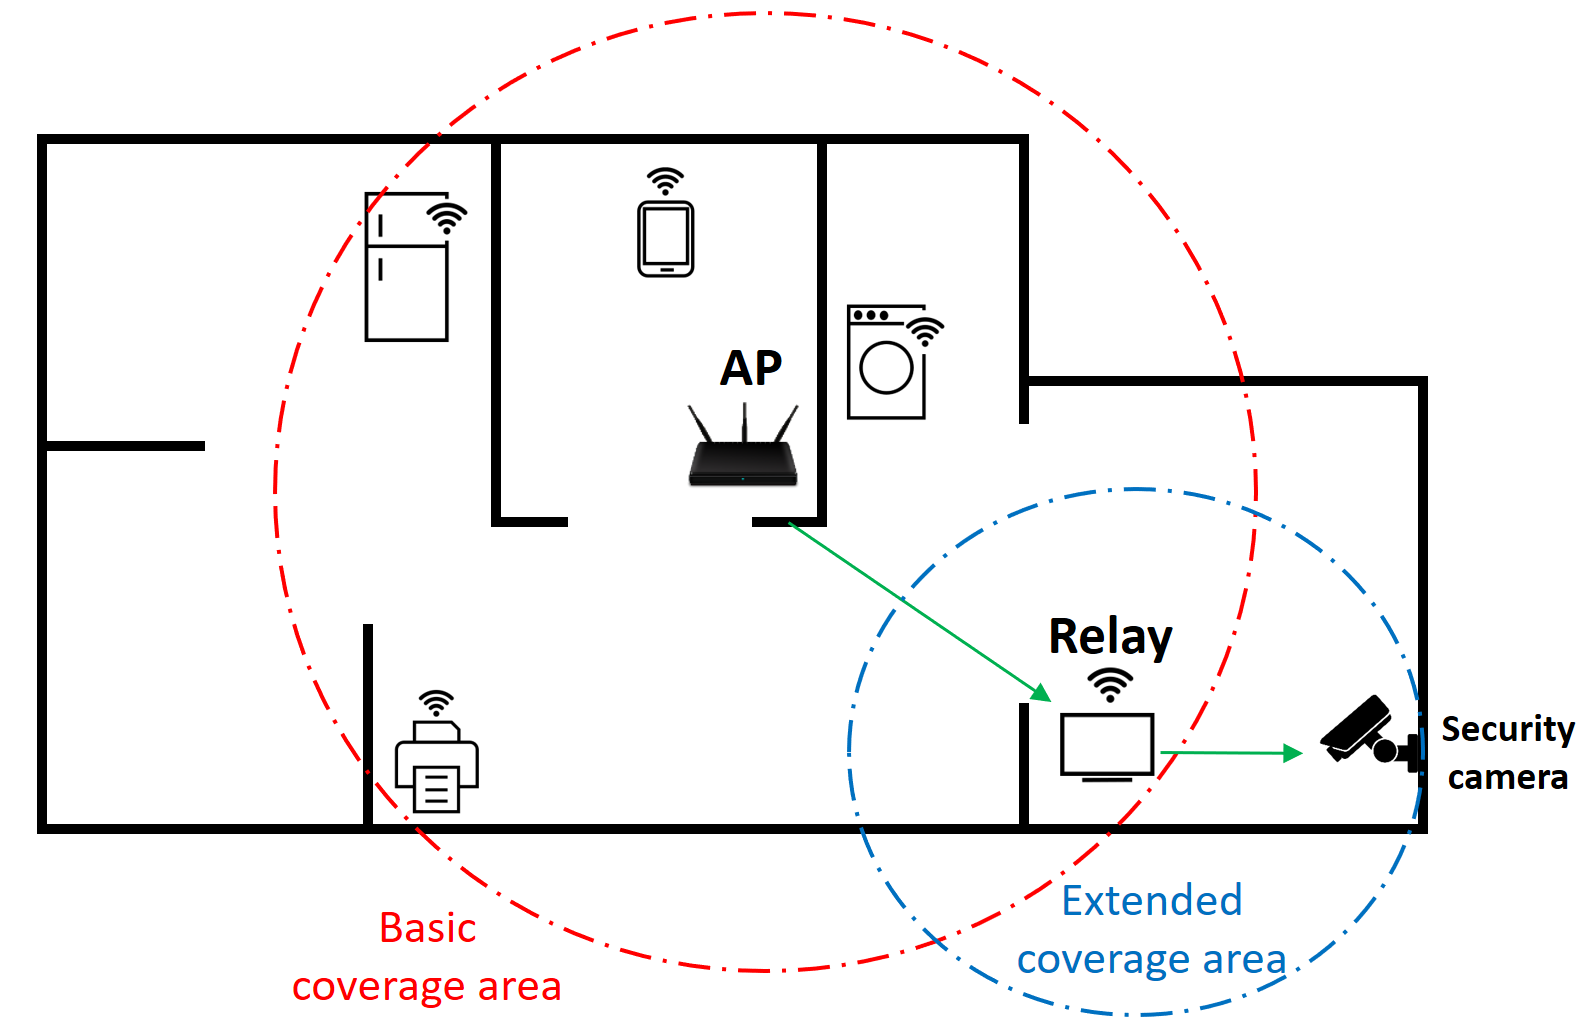 AP
Relay
Security
camera
Extended
coverage area
Basic
coverage area